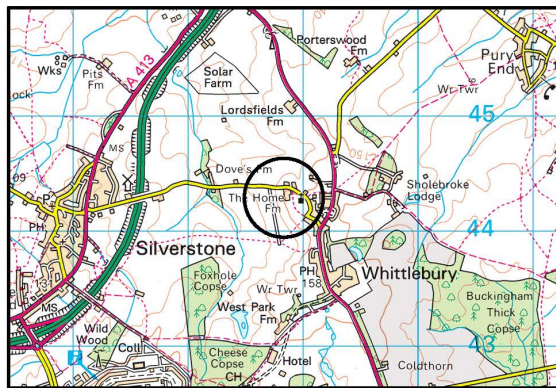 Porterswood
Fm
Pury
End
A 413
Wks
Pits
Fm
Solar
Farm
Wr Twr
Lordsfields
Fm
45
MS
Dove's Fm
The Home
Fm
Sholebroke
Lodge
P
PH
44
Silverstone
Foxhole
Copse
PH
158
Whittlebury
Wr Twr
West Park
Fm
Buckingham
Thick
Copse
MS
Wild
Wood
Coll
Cheese
Copse
CH
Hotel
Coldthorn
43